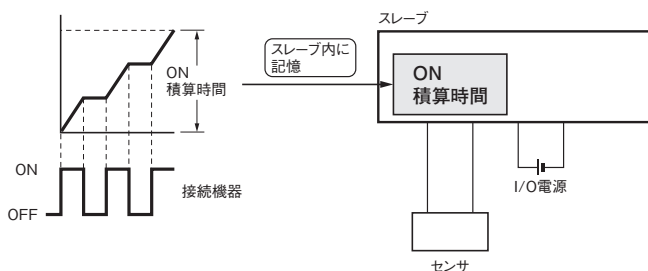 スレーブ
スレーブ内に
記憶
ON
積算時間
ON
積算時間
ON
接続機器
OFF
I/O電源
センサ